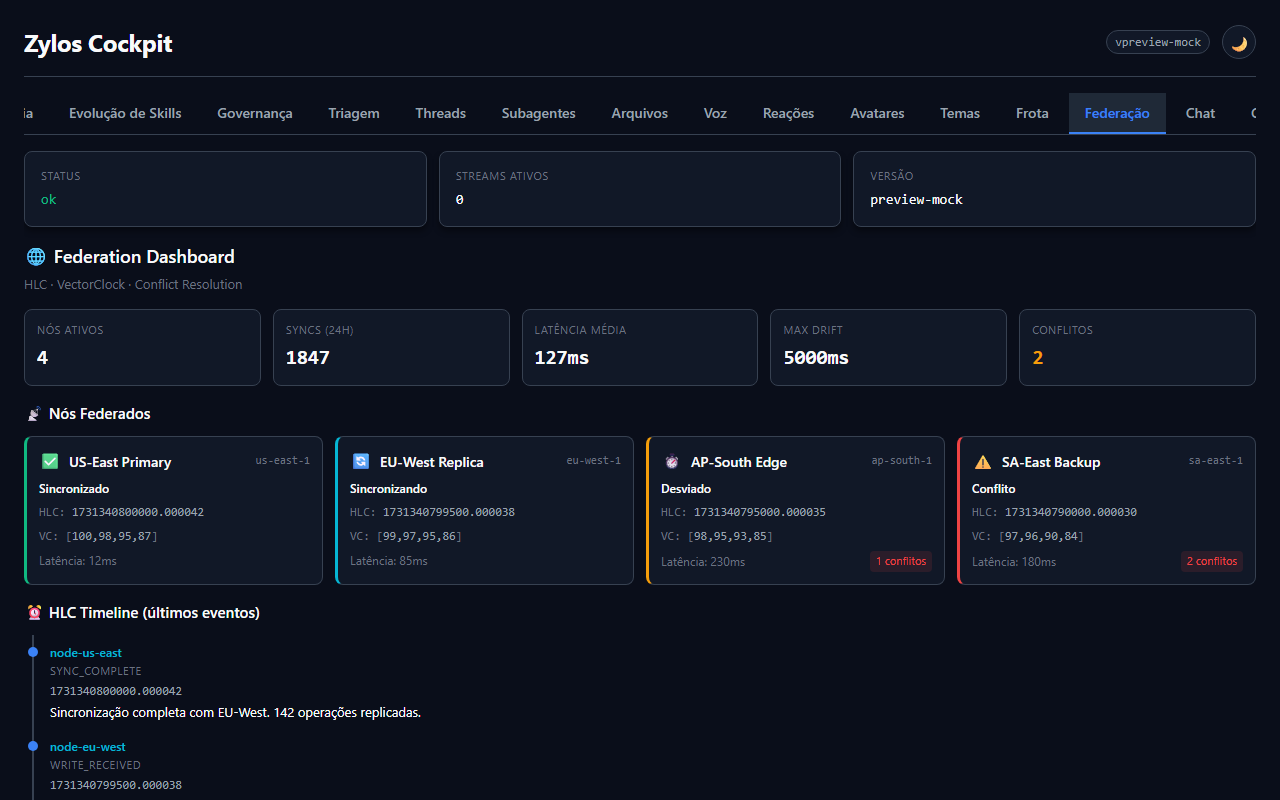 Zylos Cockpit
vpreview-mock
ia Evolução de Skills Governança Triagem Threads Subagentes Arquivos Voz Reações Avatares Temas Frota Federação Chat
STATUS
ok
STREAMS ATIVOS
0
VERSÃO
preview-mock
Federation Dashboard
HLC · VectorClock · Conflict Resolution
NÓS ATIVOS
4
SYNCS (24H)
1847
LATÊNCIA MÉDIA
127ms
MAX DRIFT
5000ms
CONFLITOS
2
Nós Federados
US-East Primary us-east-1
Sincronizado
HLC: 1731340800000.000042
VC: [100,98,95,87]
Latência: 12ms
EU-West Replica eu-west-1
Sincronizando
HLC: 1731340799500.000038
VC: [99,97,95,86]
Latência: 85ms
AP-South Edge ap-south-1
Desviado
HLC: 1731340795000.000035
VC: [98,95,93,85]
Latência: 230ms 1 conflitos
SA-East Backup sa-east-1
Conflito
HLC: 1731340790000.000030
VC: [97,96,90,84]
Latência: 180ms 2 conflitos
HLC Timeline (últimos eventos)
node-us-east
SYNC_COMPLETE
1731340800000.000042
Sincronização completa com EU-West. 142 operações replicadas.
node-eu-west
WRITE_RECEIVED
1731340799500.000038